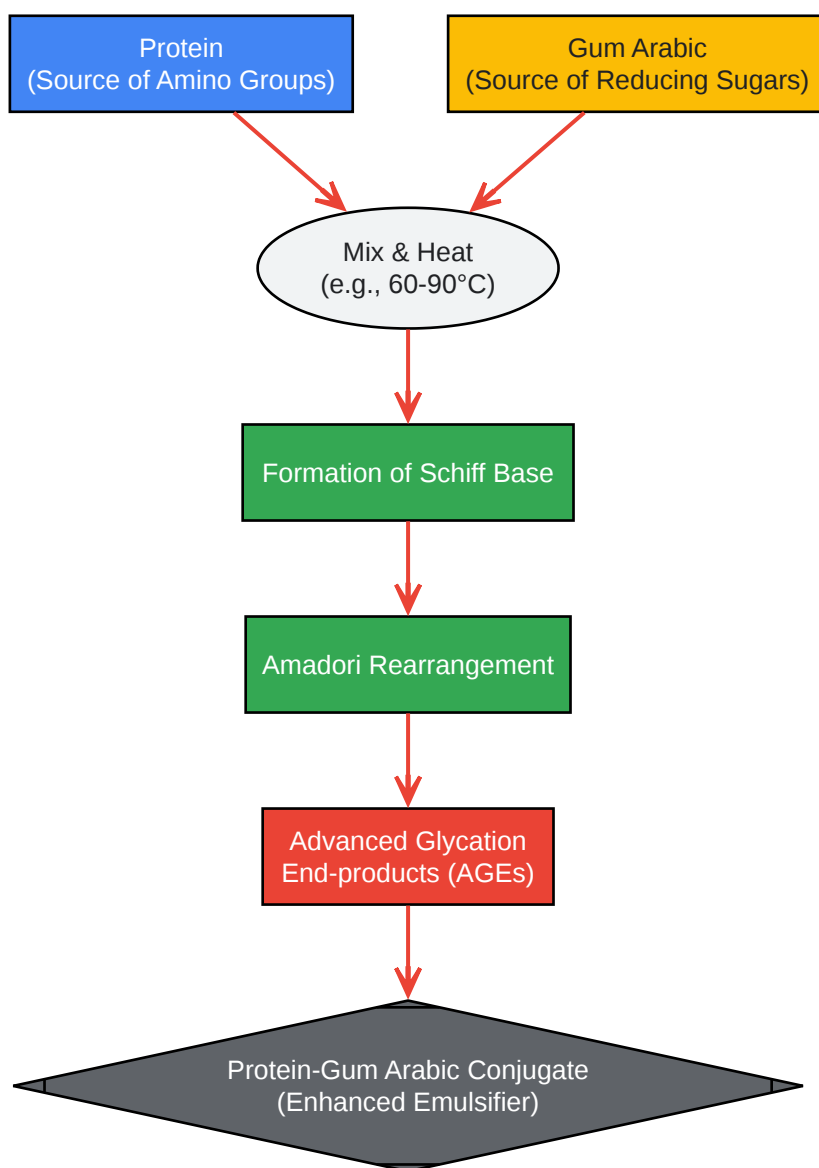 Protein
(Source of Amino Groups)
Gum Arabic
(Source of Reducing Sugars)
Mix & Heat
(e.g., 60-90°C)
Formation of Schiff Base
Amadori Rearrangement
Advanced Glycation
End-products (AGEs)
Protein-Gum Arabic Conjugate
(Enhanced Emulsifier)